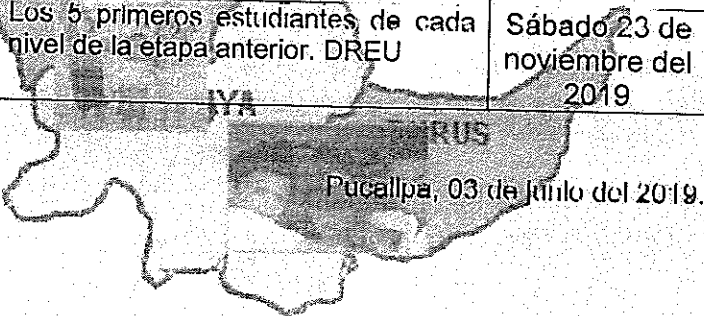 Los 5 primeros estudiantes de cada
nivel de la etapa anterior. DREU
Sábado 23 de
noviembre del
2019
Pucallpa, 03 de junio del 2019.